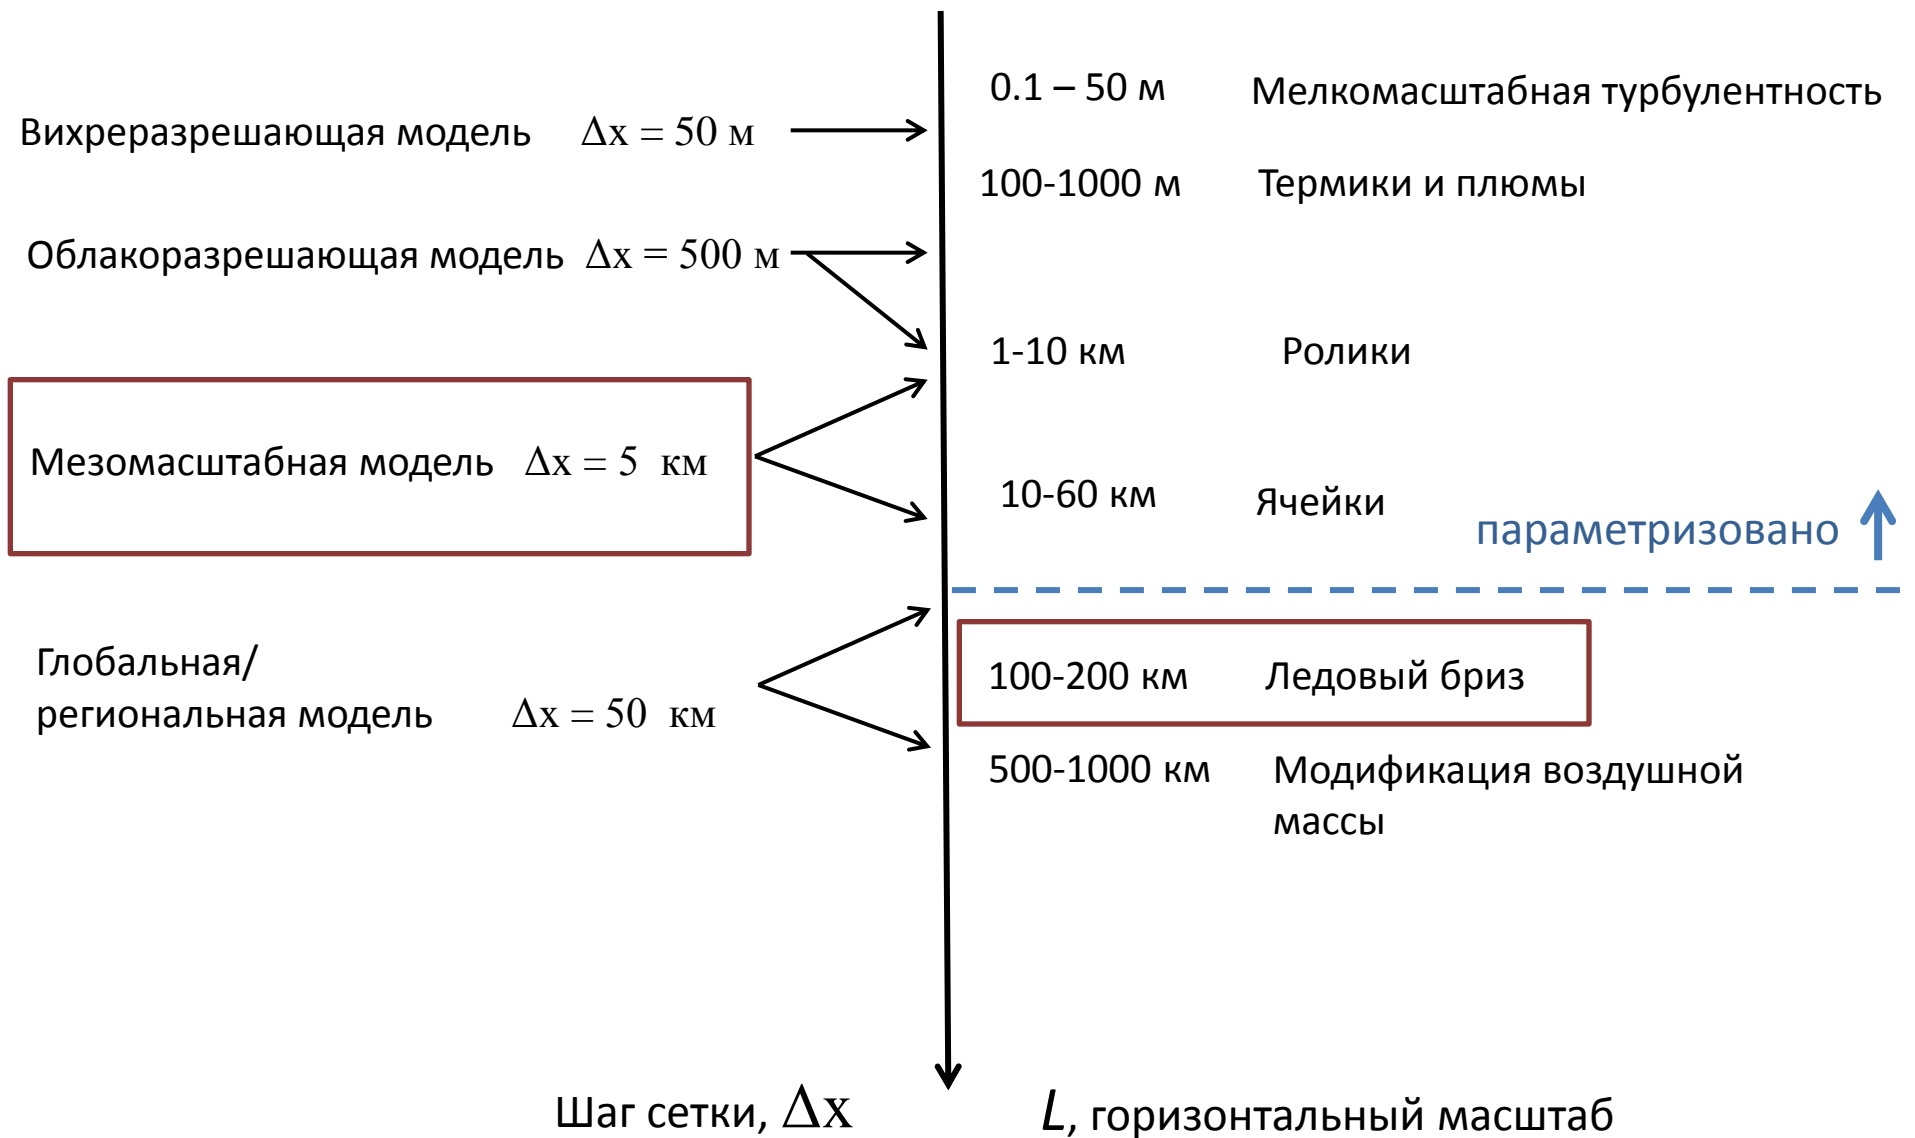 0.1 – 50 м Мелкомасштабная турбулентность
Вихреразрешающая модель Δx = 50 м
100-1000 м Термики и плюмы
Облакоразрешающая модель Δx = 500 м
1-10 км Ролики
Мезомасштабная модель Δx = 5 км
10-60 км Ячейки
параметризовано
Глобальная/
региональная модель Δx = 50 км
100-200 км Ледовый бриз
500-1000 км Модификация воздушной
массы
Шаг сетки, Δx
L, горизонтальный масштаб